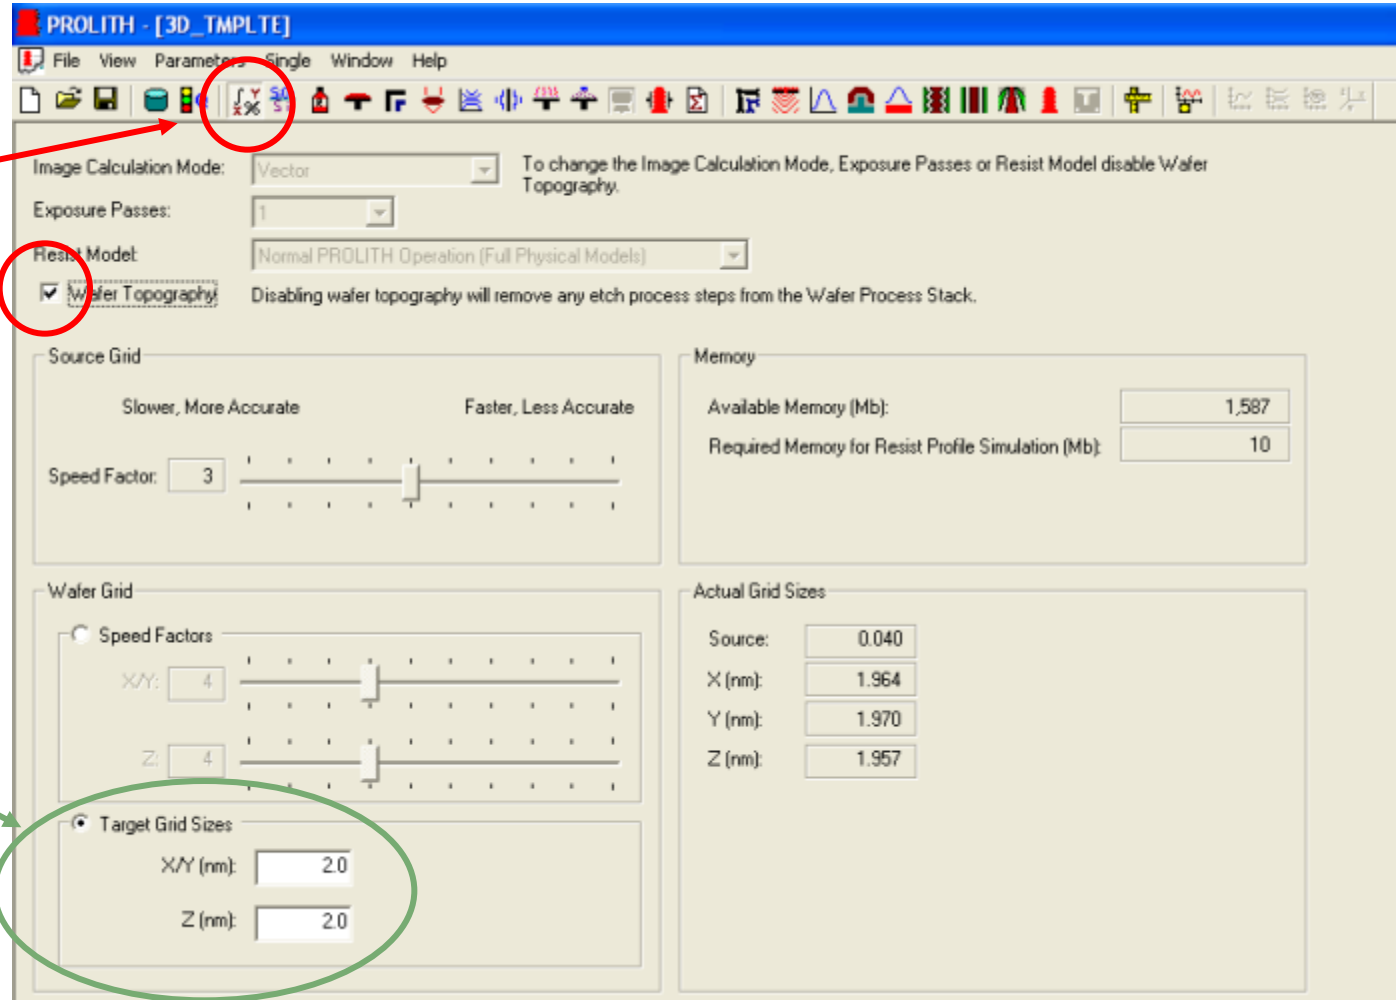 PROLITH - [3D_TMPLTE]
File View Parameters Single Window Help
Image Calculation Mode: Vector To change the Image Calculation Mode, Exposure Passes or Resist Model disable Wafer
Topography.
Exposure Passes: 1
Resist Model: Normal PROLITH Operation (Full Physical Models)
Wafer Topography Disabling wafer topography will remove any etch process steps from the Wafer Process Stack.
Source Grid Memory
Slower, More Accurate Faster, Less Accurate Available Memory (Mb): 1,587
Required Memory for Resist Profile Simulation (Mb): 10
Speed Factor: 3
Wafer Grid Actual Grid Sizes
Speed Factors Source: 0.040
X/Y: 4 X (nm): 1.964
Y (nm): 1.970
Z: 4 Z (nm): 1.957
Target Grid Sizes
X/Y (nm): 2.0
Z (nm): 2.0